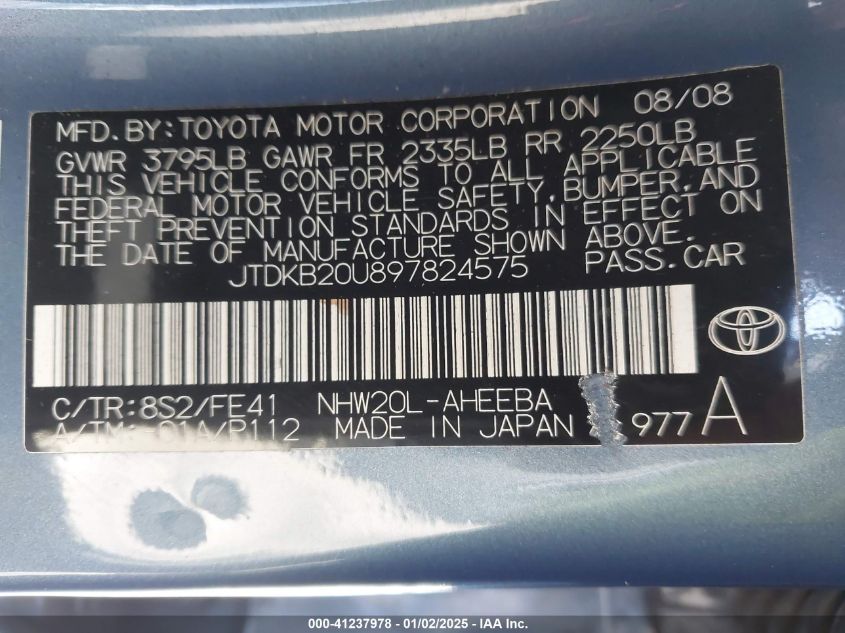 MFD. BY: TOYOTA MOTOR CORPORATION 08/08
GVWR 3795LB GAWR FR 2335LB RR 2250LB
THIS VEHICLE CONFORMS TO ALL APPLICABLE
FEDERAL MOTOR VEHICLE SAFETY, BUMPER, AND
THEFT PREVENTION STANDARDS IN EFFECT ON
THE DATE OF MANUFACTURE SHOWN ABOVE.
JTDKB20U897824575 PASS. CAR
C/TR: 8S2/FE41 NHW20L-AHEEBA
A/TM: -01A/P112 MADE IN JAPAN 977 A
000-41237978 - 01/02/2025 - IAA Inc.